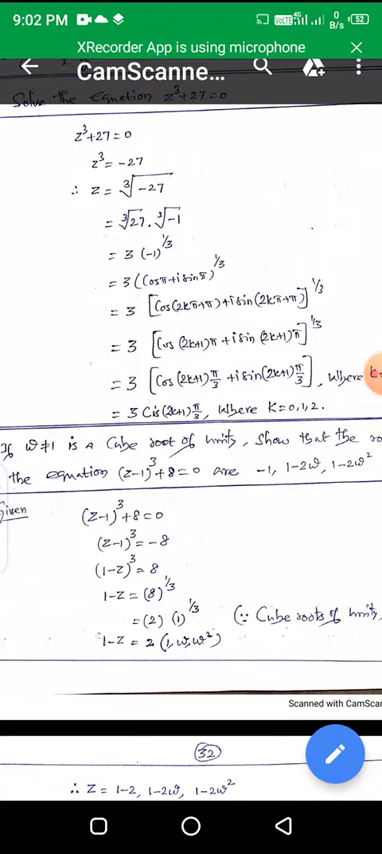 9:02 PM VOLTE 4G 0 B/s 52
XRecorder App is using microphone
CamScanne...
Solve the equation z³+27=0
z³+27=0
z³ = -27
∴ z = ∛-27
= ∛27 . ∛-1
= 3 (-1)^1/3
= 3 (Cosπ+i sinπ)^1/3
= 3 [Cos(2kπ+π)+i sin(2kπ+π)]^1/3
= 3 [Cos (2k+1)π + i sin (2k+1)π]^1/3
= 3 [Cos (2k+1)π/3 + i sin(2k+1)π/3], Where k=
= 3 Cis(2k+1)π/3, Where K=0,1,2.
If ω≠1 is a Cube root of Unity, Show that the
the equation (z-1)³+8=0 are -1, 1-2ω, 1-2ω²
Given
(z-1)³+8=0
(z-1)³ = -8
(1-z)³ = 8
1-z = (8)^1/3
= (2) (1)^1/3
(∵ Cube roots of Unity,
1-z = 2 (1, ω, ω²)
Scanned with CamScan
32
∴ z = 1-2, 1-2ω, 1-2ω²